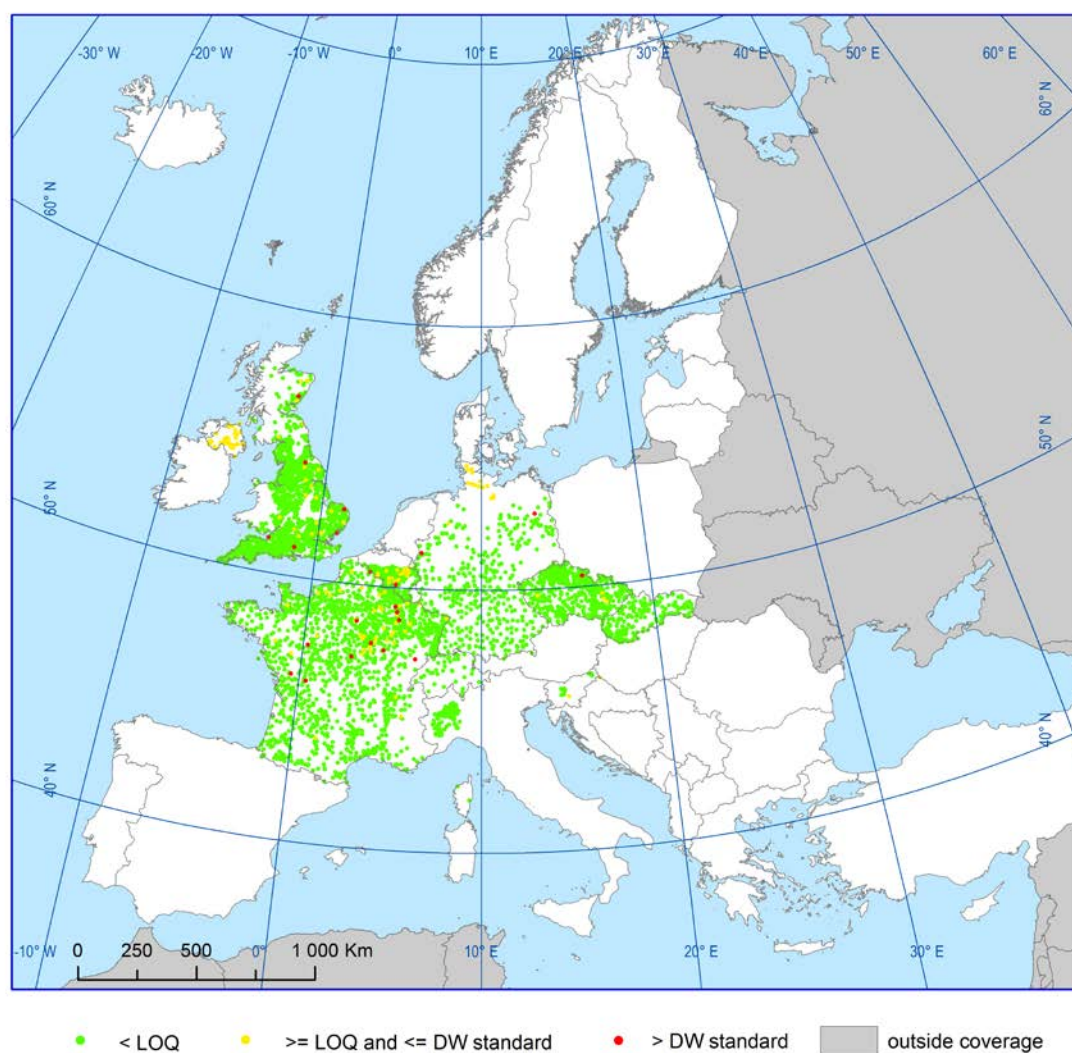 -30° W -20° W -10° W 0° 10° E 20° E 30° E 40° E 50° E 60° E
60° N
60° N
50° N
50° N
40° N
40° N
0 250 500 1 000 Km
-10° W 0° 10° E 20° E 30° E
< LOQ >= LOQ and <= DW standard > DW standard outside coverage